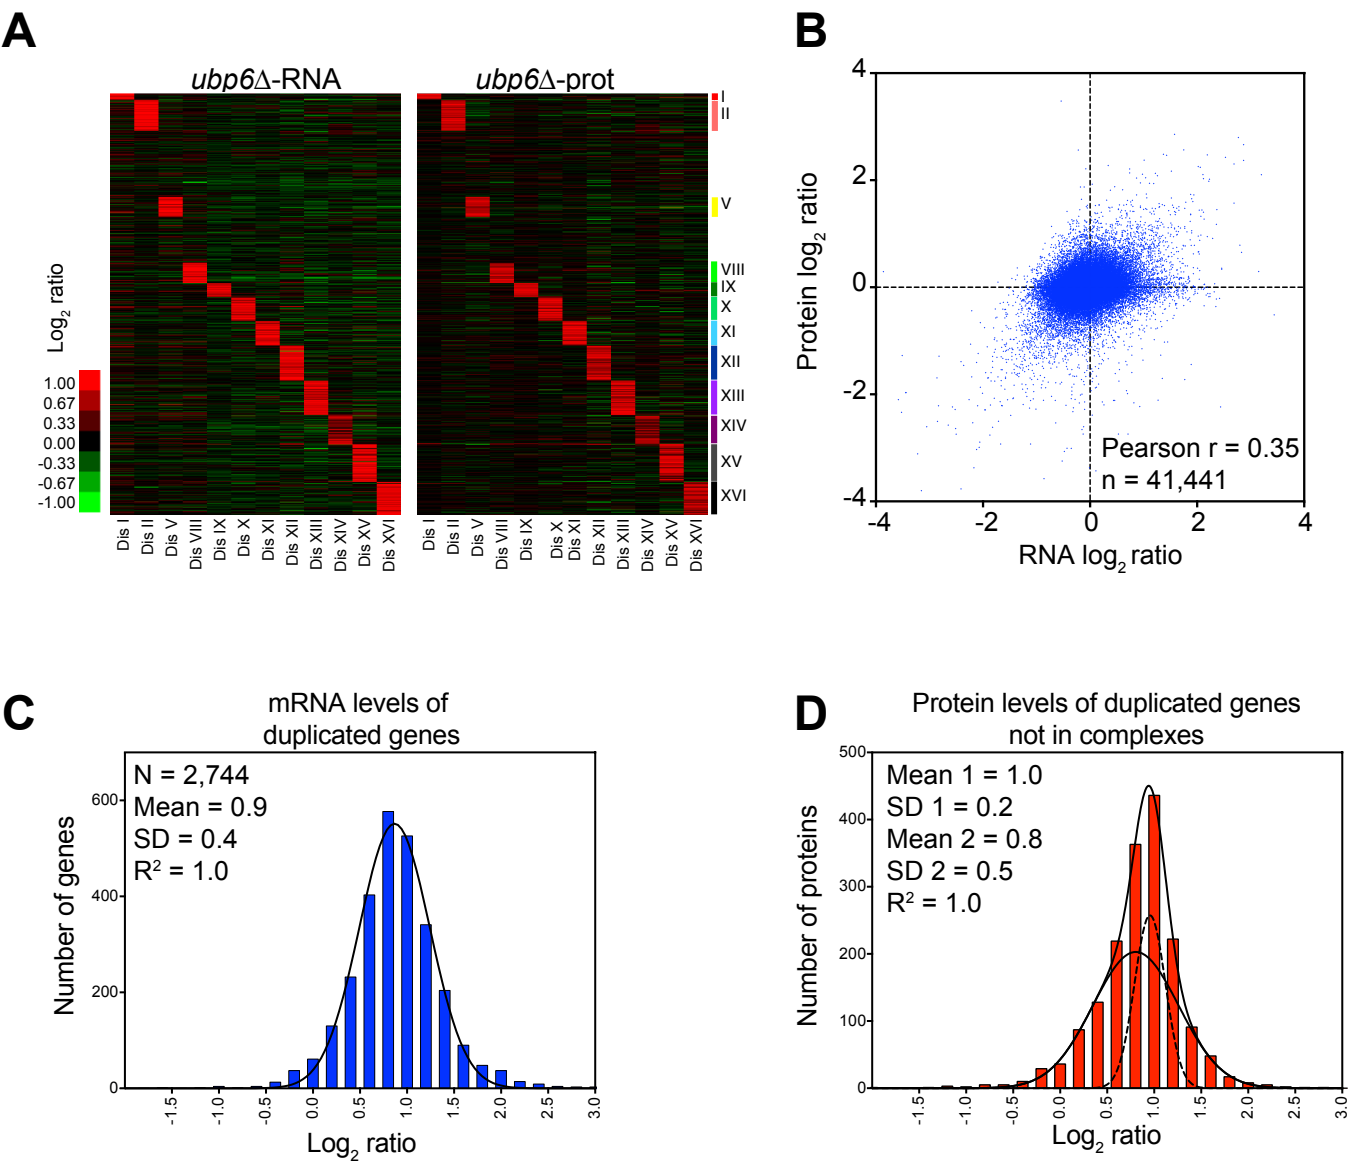 A
ubp6Δ-RNA
ubp6Δ-prot
I
II
V
VIII
IX
X
XI
XII
XIII
XIV
XV
XVI
Log2 ratio
1.00
0.67
0.33
0.00
-0.33
-0.67
-1.00
Dis I
Dis II
Dis V
Dis VIII
Dis IX
Dis X
Dis XI
Dis XII
Dis XIII
Dis XIV
Dis XV
Dis XVI
Dis I
Dis II
Dis V
Dis VIII
Dis IX
Dis X
Dis XI
Dis XII
Dis XIII
Dis XIV
Dis XV
Dis XVI
B
Protein log2 ratio
4
2
0
-2
-4
Pearson r = 0.35
n = 41,441
-4
-2
0
2
4
RNA log2 ratio
C
mRNA levels of
duplicated genes
N = 2,744
Mean = 0.9
SD = 0.4
R² = 1.0
Number of genes
600
400
200
0
-1.5
-1.0
-0.5
0.0
0.5
1.0
1.5
2.0
2.5
3.0
Log2 ratio
D
Protein levels of duplicated genes
not in complexes
Mean 1 = 1.0
SD 1 = 0.2
Mean 2 = 0.8
SD 2 = 0.5
R² = 1.0
Number of proteins
500
400
300
200
100
0
-1.5
-1.0
-0.5
0.0
0.5
1.0
1.5
2.0
2.5
3.0
Log2 ratio